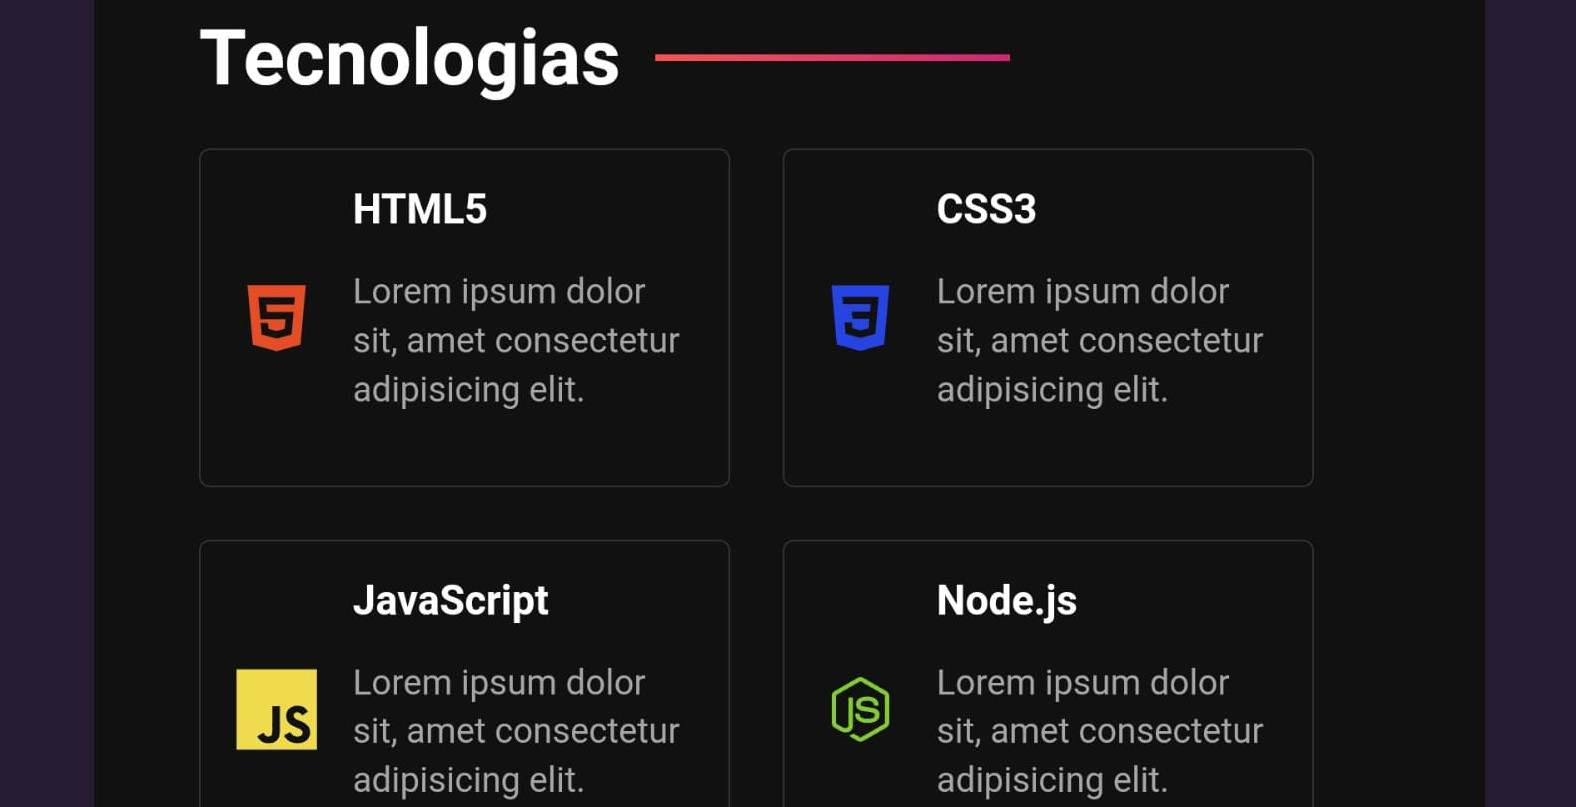 Tecnologias
HTML5
Lorem ipsum dolor
sit, amet consectetur
adipisicing elit.
5
CSS3
Lorem ipsum dolor
sit, amet consectetur
adipisicing elit.
3
JavaScript
Lorem ipsum dolor
sit, amet consectetur
adipisicing elit.
JS
Node.js
Lorem ipsum dolor
sit, amet consectetur
adipisicing elit.
JS